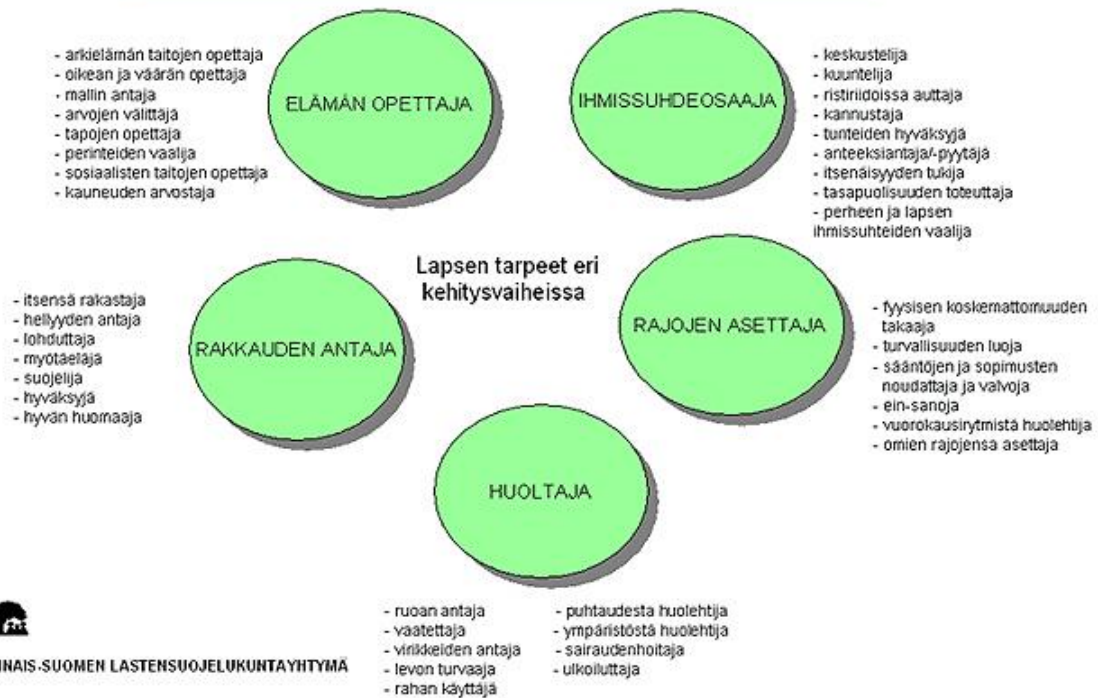 - arkielämän taitojen opettaja
- oikean ja väärän opettaja
- mallin antaja
- arvojen välittäjä
- tapojen opettaja
- perinteiden vaalija
- sosiaalisten taitojen opettaja
- kauneuden arvostaja
ELÄMÄN OPETTAJA
IHMISSUHDEOSAAJA
- keskustelija
- kuuntelija
- ristiriidoissa auttaja
- kannustaja
- tunteiden hyväksyjä
- anteeksiantaja/-pyytäjä
- itsenäisyyden tukija
- tasapuolisuuden toteuttaja
- perheen ja lapsen
ihmissuhteiden vaalija
Lapsen tarpeet eri
kehitysvaiheissa
- itsensä rakastaja
- hellyyden antaja
- lohduttaja
- myötäeläjä
- suojelija
- hyväksyjä
- hyvän huomaaja
RAKKAUDEN ANTAJA
RAJOJEN ASETTAJA
- fyysisen koskemattomuuden
takaaja
- turvallisuuden luoja
- sääntöjen ja sopimusten
noudattaja ja valvoja
- ein-sanoja
- vuorokausirytmistä huolehtija
- omien rajojensa asettaja
HUOLTAJA
- ruoan antaja
- vaatettaja
- virikkeiden antaja
- levon turvaaja
- rahan käyttäjä
- puhtaudesta huolehtija
- ympäristöstä huolehtija
- sairaudenhoitaja
- ulkoiluttaja
INAIS-SUOMEN LASTENSUOJELUKUNTAYHTYMÄ